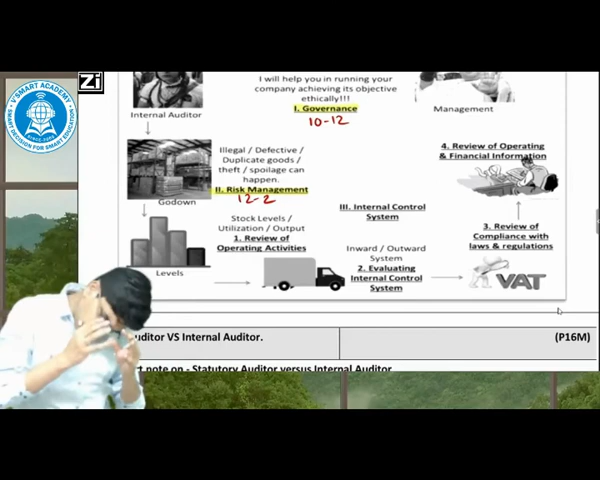 V'SMART ACADEMY
SMART DECISION FOR SMART EDUCATION
Zi
Internal Auditor
I will help you in running your
company achieving its objective
ethically!!!
I. Governance
10-12
Management
Illegal / Defective /
Duplicate goods /
theft / spoilage can
happen.
II. Risk Management
12-2
Godown
4. Review of Operating
& Financial Information
III. Internal Control
System
Stock Levels /
Utilization / Output
1. Review of
Operating Activities
Levels
Inward / Outward
System
2. Evaluating
Internal Control
System
3. Review of
Compliance with
laws & regulations
VAT
uditor VS Internal Auditor.
(P16M)
rt note on - Statutory Auditor versus Internal Auditor